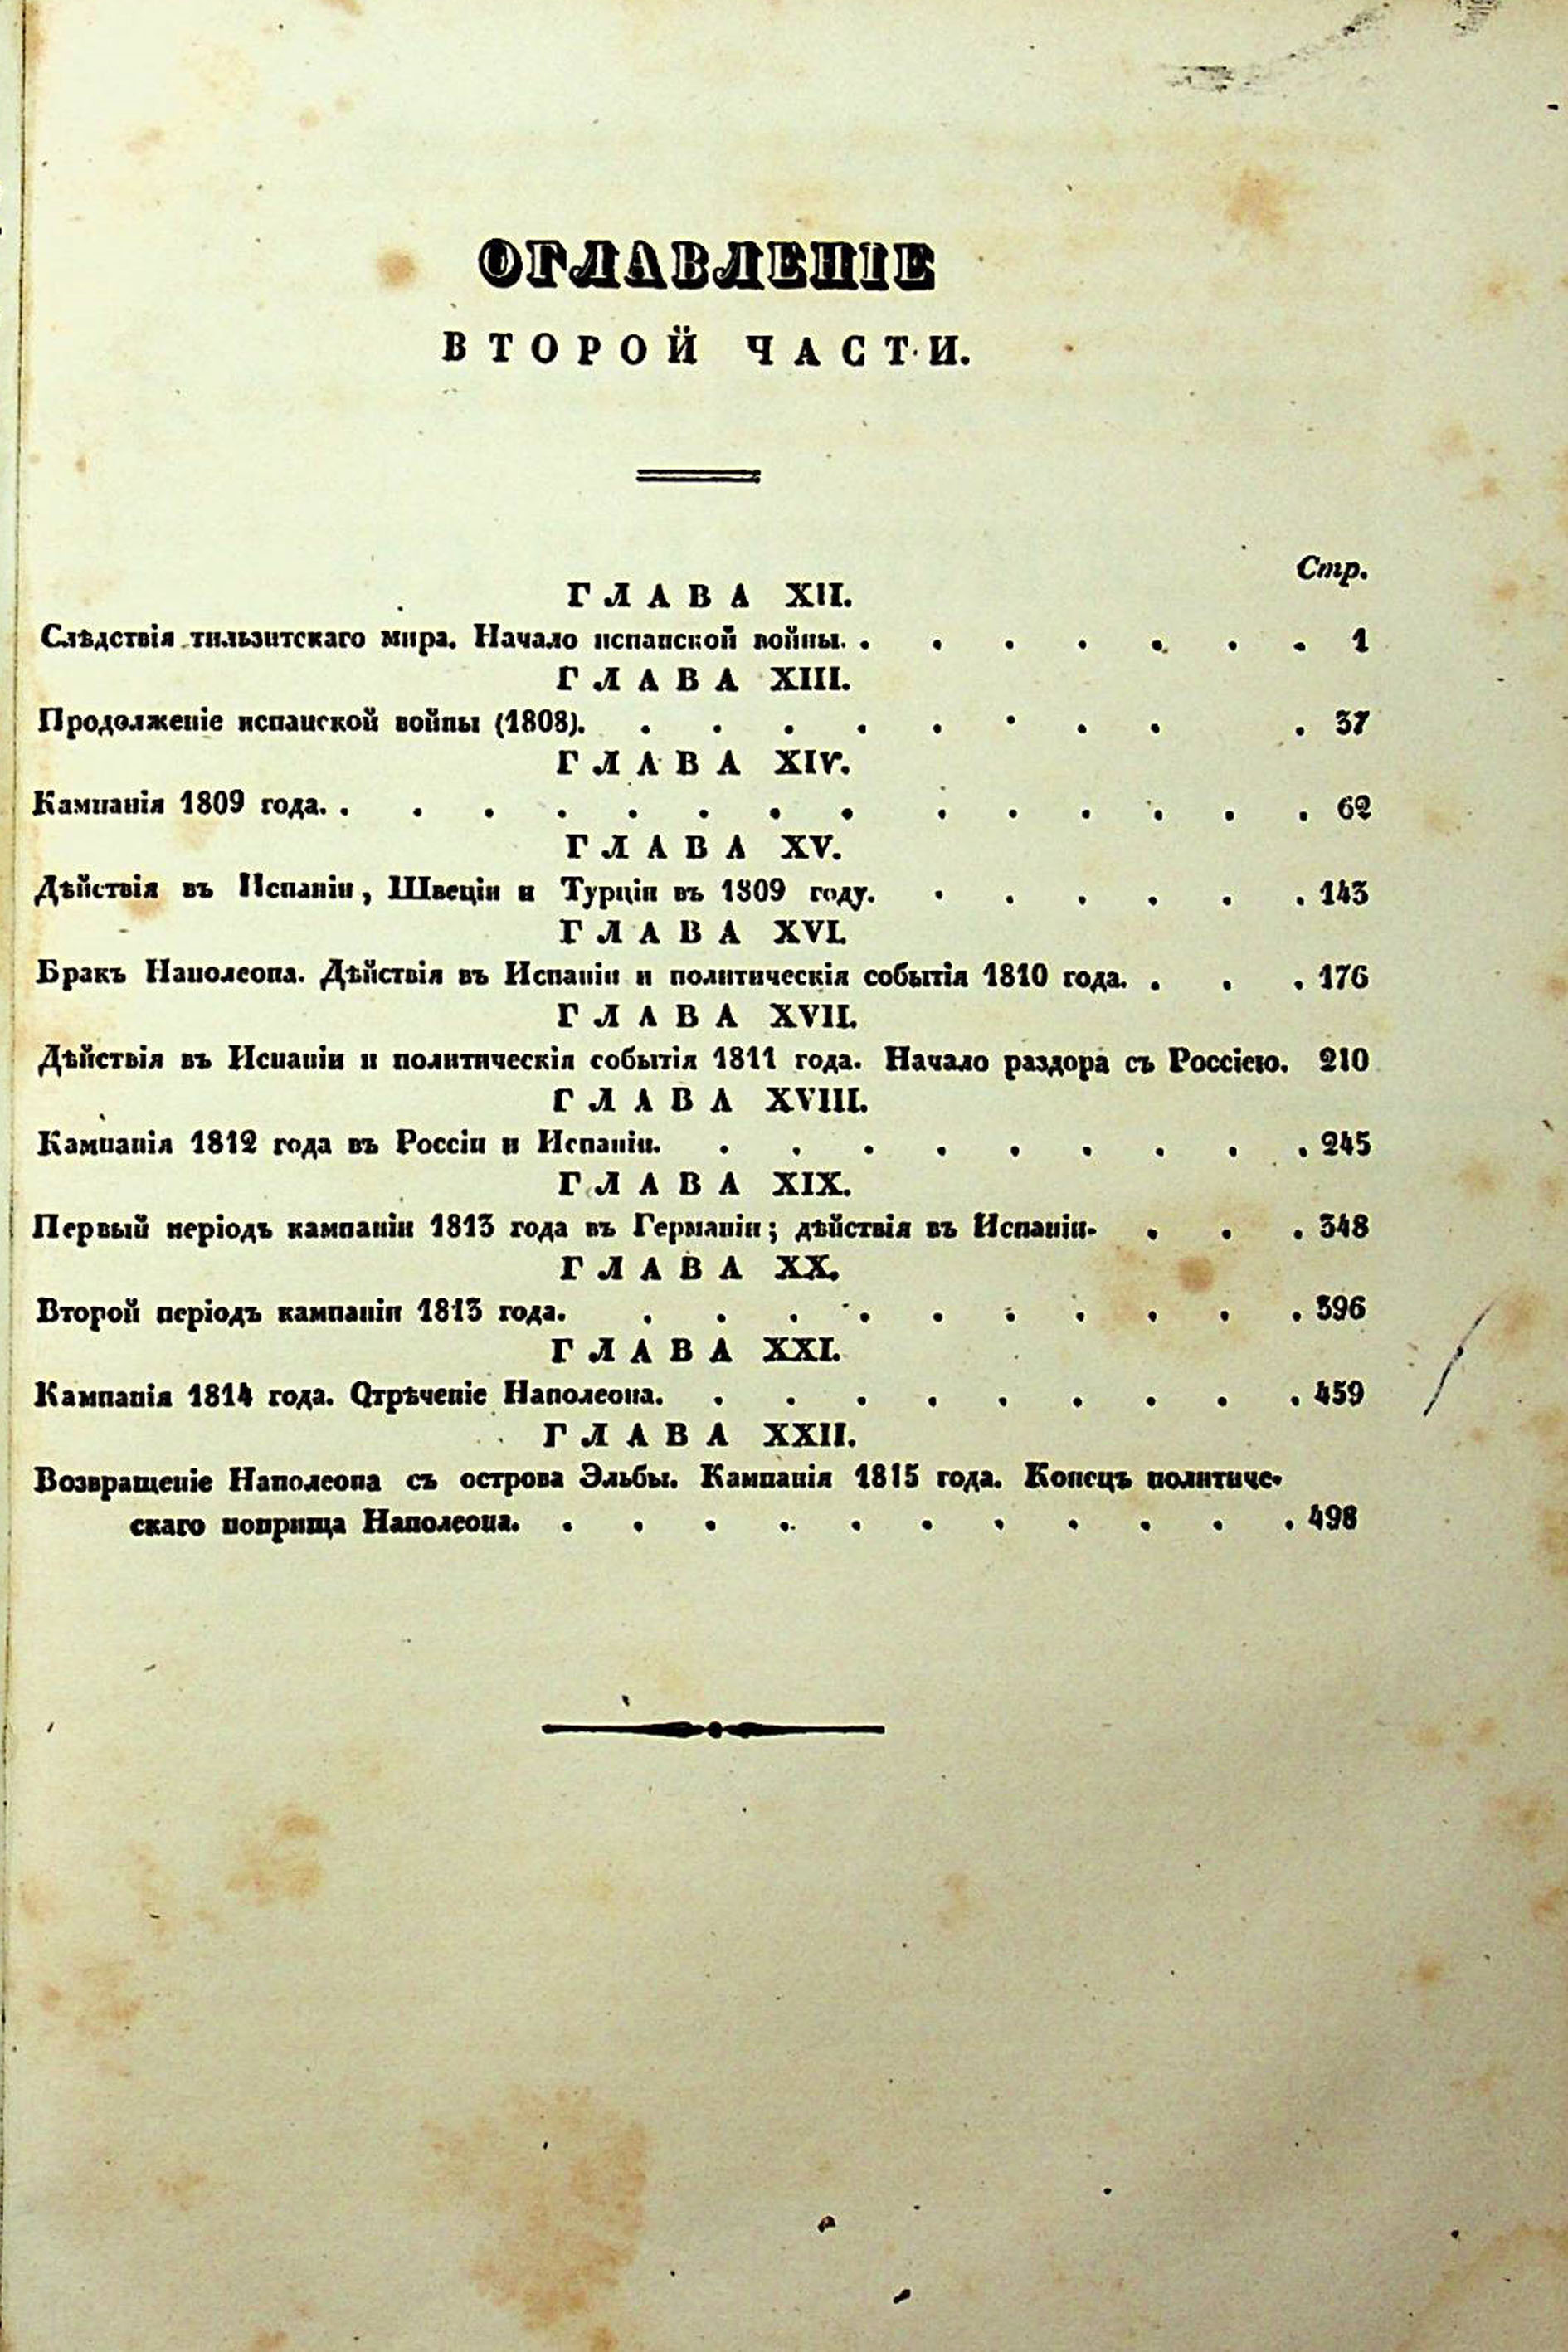 ОГЛАВЛЕНІЕ
ВТОРОЙ ЧАСТИ.
Стр.
ГЛАВА XII.
Слѣдствія тильзитскаго мира. Начало испанской войны. . . . . . . . 1
ГЛАВА XIII.
Продолженіе испанской войны (1808). . . . . . . . . . 37
ГЛАВА XIV.
Кампанія 1809 года. . . . . . . . . . . . . . . 62
ГЛАВА XV.
Дѣйствія въ Испаніи, Швеціи и Турціи въ 1809 году. . . . . . . 143
ГЛАВА XVI.
Бракъ Наполеона. Дѣйствія въ Испаніи и политическія событія 1810 года. . . . 176
ГЛАВА XVII.
Дѣйствія въ Испаніи и политическія событія 1811 года. Начало раздора съ Россіею. 210
ГЛАВА XVIII.
Кампанія 1812 года въ Россіи и Испаніи. . . . . . . . . . 245
ГЛАВА XIX.
Первый періодъ кампаніи 1813 года въ Германіи; дѣйствія въ Испаніи. . . . 348
ГЛАВА XX.
Второй періодъ кампаніи 1813 года. . . . . . . . . . . 396
ГЛАВА XXI.
Кампанія 1814 года. Отрѣченіе Наполеона. . . . . . . . . . 459
ГЛАВА XXII.
Возвращеніе Наполеона съ острова Эльбы. Кампанія 1815 года. Конецъ политиче-
скаго поприща Наполеона. . . . . . . . . . . . 498